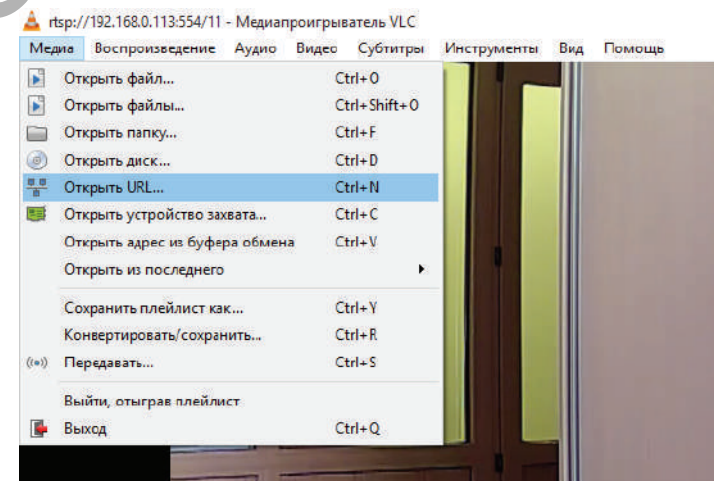 rtsp://192.168.0.113:554/11 - Медиапроигрыватель VLC
Медиа Воспроизведение Аудио Видео Субтитры Инструменты Вид Помощь
Открыть файл... Ctrl+O
Открыть файлы... Ctrl+Shift+O
Открыть папку... Ctrl+F
Открыть диск... Ctrl+D
Открыть URL... Ctrl+N
Открыть устройство захвата... Ctrl+C
Открыть адрес из буфера обмена Ctrl+V
Открыть из последнего
Сохранить плейлист как... Ctrl+Y
Конвертировать/сохранить... Ctrl+R
Передавать... Ctrl+S
Выйти, отыграв плейлист
Выход Ctrl+Q